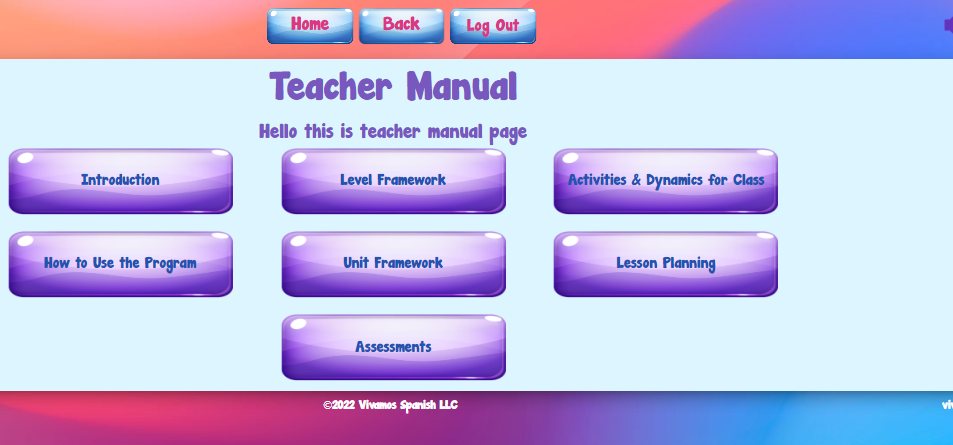 Home Back Log Out
Teacher Manual
Hello this is teacher manual page
Introduction Level Framework Activities & Dynamics for Class
How to Use the Program Unit Framework Lesson Planning
Assessments
©2022 Vivamos Spanish LLC